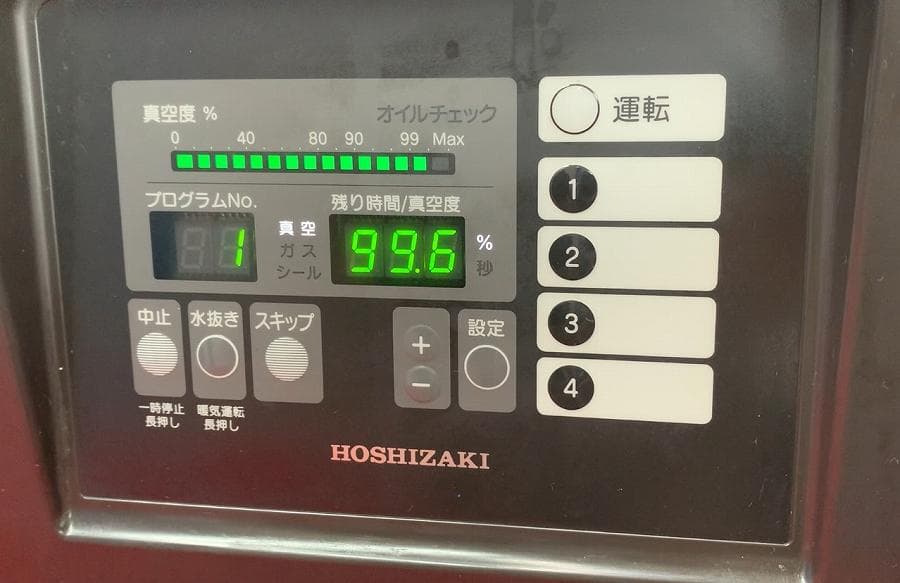 真空度 %
オイルチェック
0 40 80 90 99 Max
プログラムNo.
残り時間/真空度
1
真空
ガス
シール
99.6
%
秒
中止
水抜き
スキップ
+
-
設定
一時停止
長押し
暖気運転
長押し
HOSHIZAKI
運転
1
2
3
4